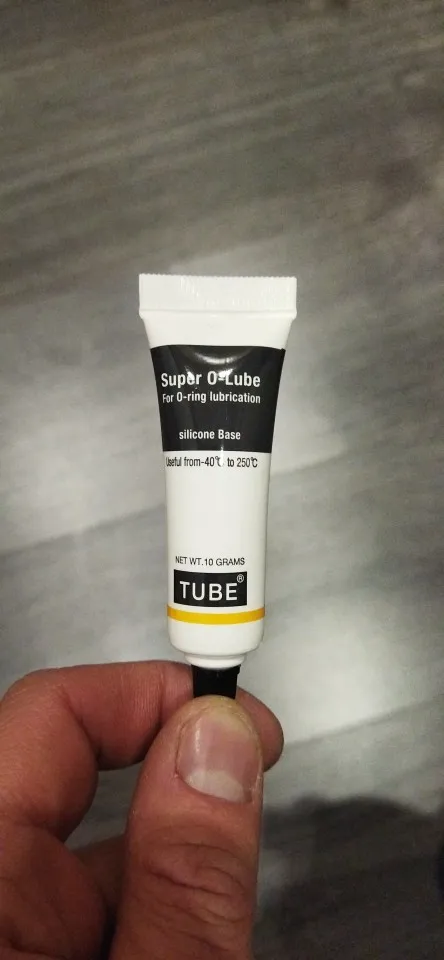 Super O-Lube
For O-ring lubrication
silicone Base
Useful from-40℃ to 250℃
NET WT.10 GRAMS
TUBE®